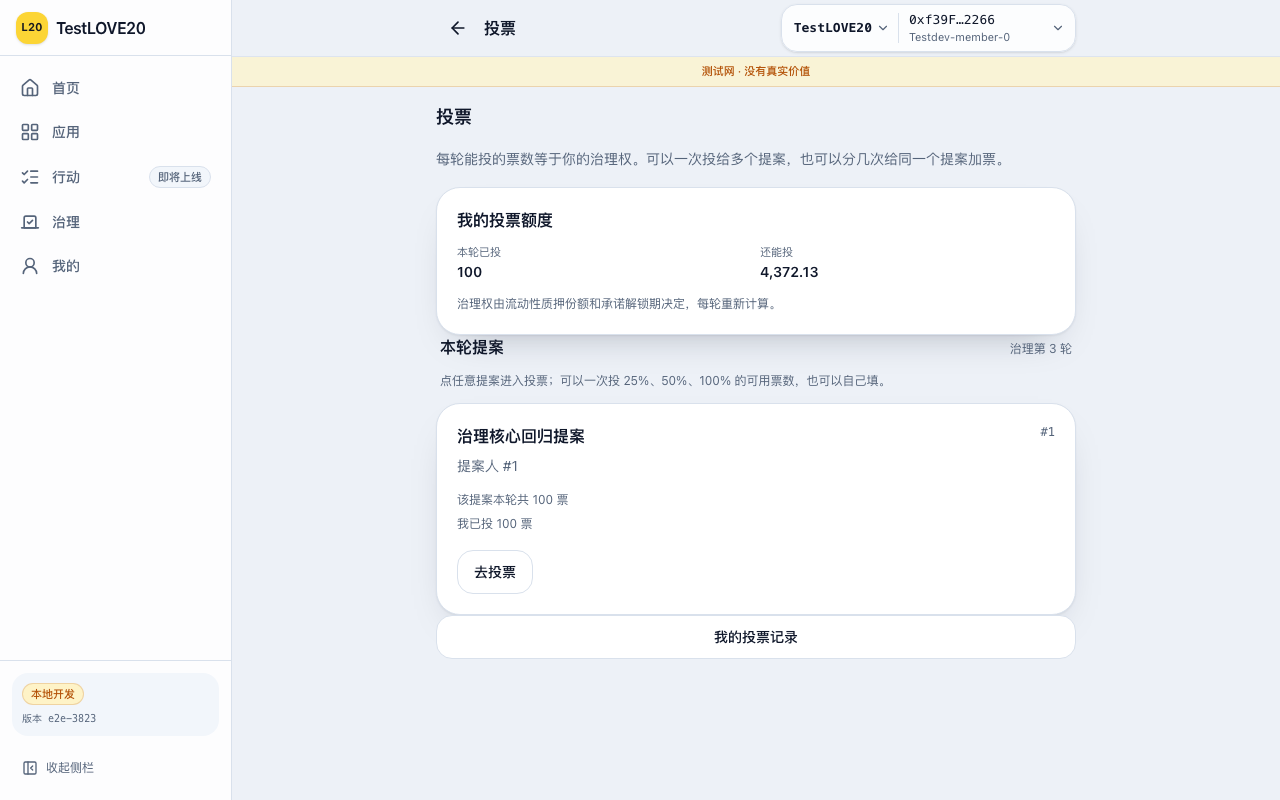 L20 TestLOVE20
首页
应用
行动 即将上线
治理
我的
本地开发
版本 e2e-3823
收起侧栏
投票
TestLOVE20
0xf39F…2266
Testdev-member-0
测试网 · 没有真实价值
投票
每轮能投的票数等于你的治理权。可以一次投给多个提案，也可以分几次给同一个提案加票。
我的投票额度
本轮已投 还能投
100 4,372.13
治理权由流动性质押份额和承诺解锁期决定，每轮重新计算。
本轮提案 治理第 3 轮
点任意提案进入投票；可以一次投 25%、50%、100% 的可用票数，也可以自己填。
治理核心回归提案 #1
提案人 #1
该提案本轮共 100 票
我已投 100 票
去投票
我的投票记录